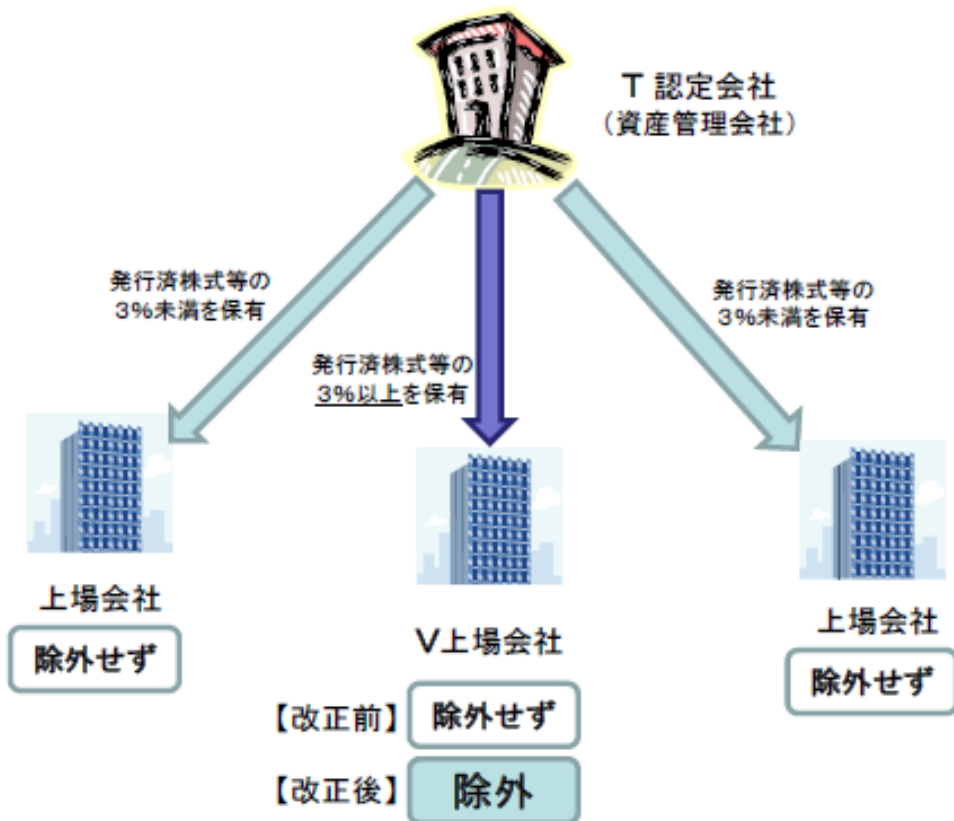 T 認定会社
（資産管理会社）
発行済株式等の
3%未満を保有
発行済株式等の
3%以上を保有
発行済株式等の
3%未満を保有
上場会社
除外せず
V上場会社
【改正前】 除外せず
【改正後】 除外
上場会社
除外せず